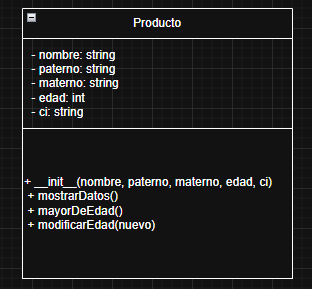 Producto
- nombre: string
- paterno: string
- materno: string
- edad: int
- ci: string
+ __init__(nombre, paterno, materno, edad, ci)
+ mostrarDatos()
+ mayorDeEdad()
+ modificarEdad(nuevo)